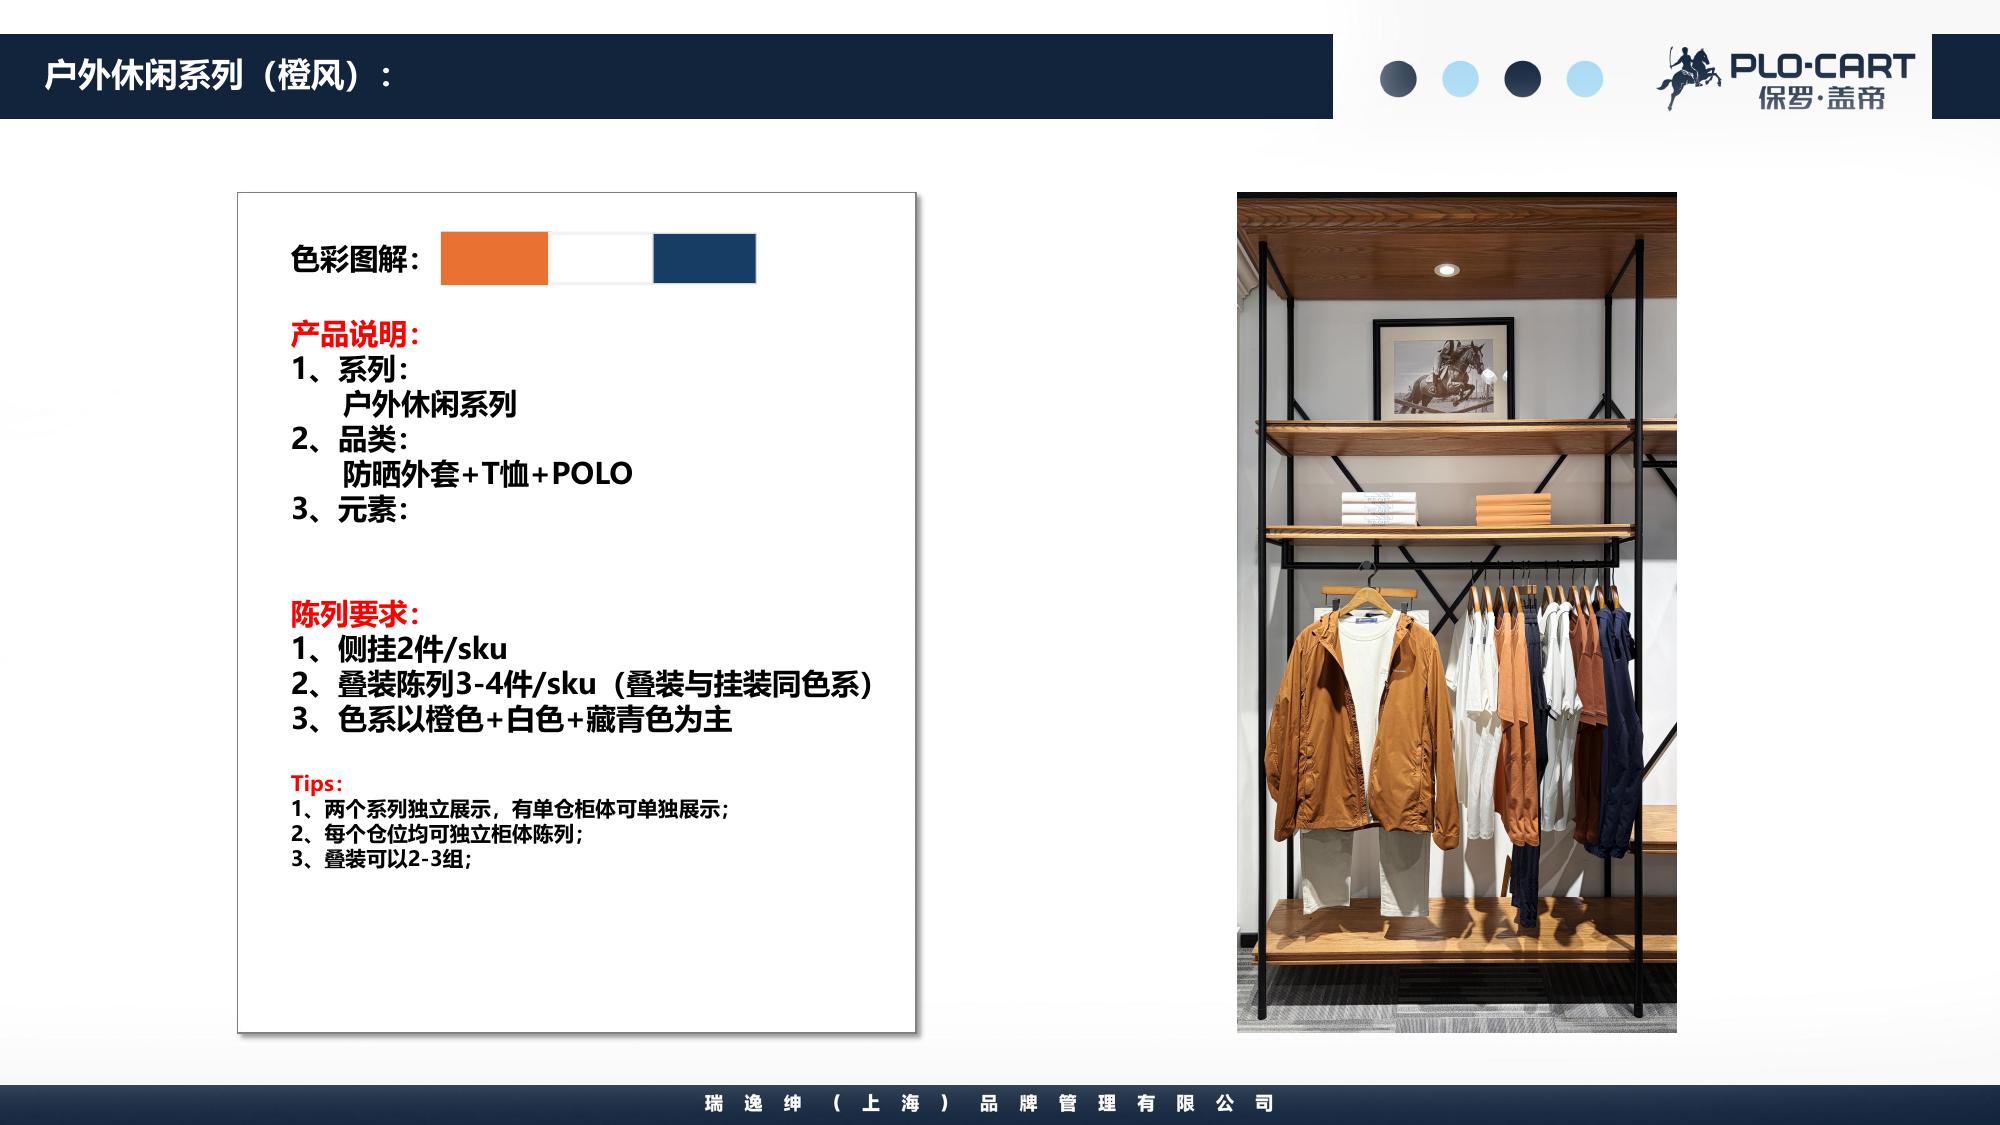 户外休闲系列（橙风）:
PLO·CART
保罗·盖帝
色彩图解：
产品说明：
1、系列：
户外休闲系列
2、品类：
防晒外套+T恤+POLO
3、元素：
陈列要求：
1、侧挂2件/sku
2、叠装陈列3-4件/sku（叠装与挂装同色系）
3、色系以橙色+白色+藏青色为主
Tips：
1、两个系列独立展示，有单仓柜体可单独展示；
2、每个仓位均可独立柜体陈列；
3、叠装可以2-3组；
瑞逸绅（上海）品牌管理有限公司